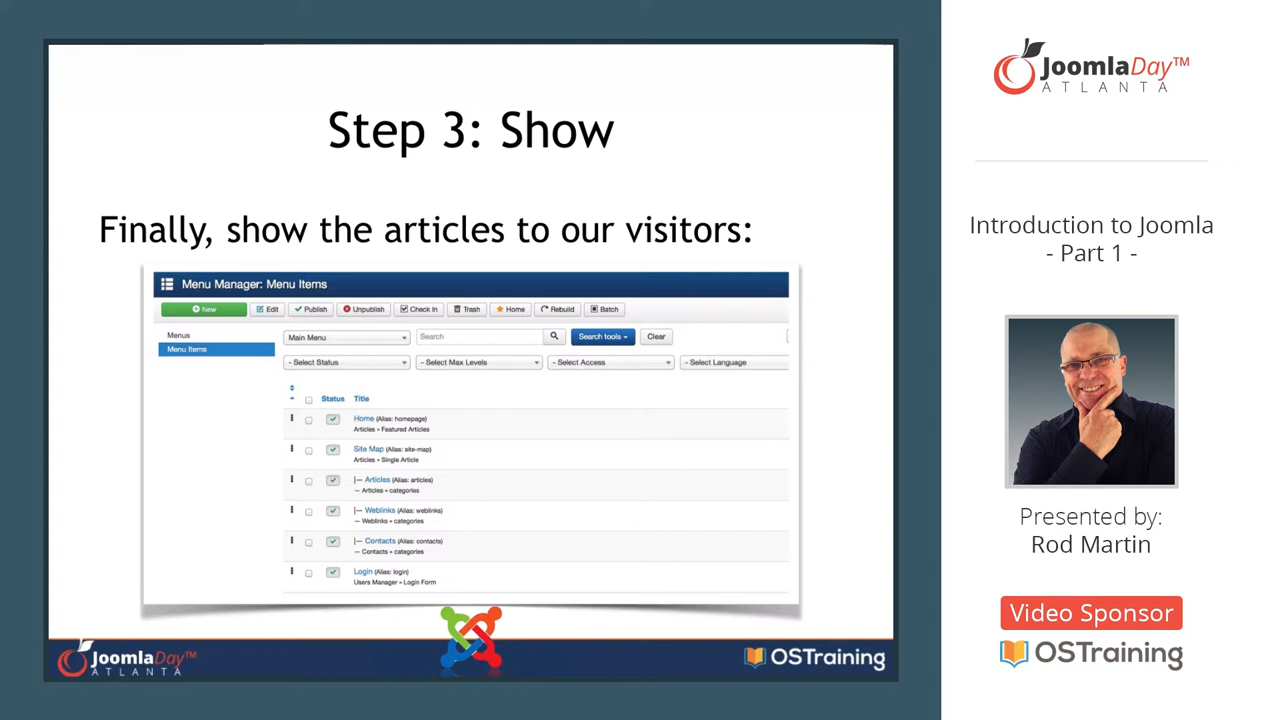 Step 3: Show
Finally, show the articles to our visitors:
Menu Manager: Menu Items
New Edit Publish Unpublish Check In Trash Home Rebuild Batch
Menus
Menu Items
Main Menu Search Search tools Clear
- Select Status - Select Max Levels - Select Access - Select Language
Status Title
Home (Alias: homepage)
Articles » Featured Articles
Site Map (Alias: site-map)
Articles » Single Article
|— Articles (Alias: articles)
— Articles » categories
|— Weblinks (Alias: weblinks)
— Weblinks » categories
|— Contacts (Alias: contacts)
— Contacts » categories
Login (Alias: login)
Users Manager » Login Form
JoomlaDay™
ATLANTA
OSTraining
JoomlaDay™
ATLANTA
Introduction to Joomla
- Part 1 -
Presented by:
Rod Martin
Video Sponsor
OSTraining